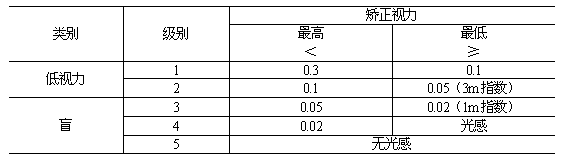 类别 级别 矫正视力
最高 最低
< ≥
低视力 1 0.3 0.1
2 0.1 0.05（3m指数）
盲 3 0.05 0.02（1m指数）
4 0.02 光感
5 无光感